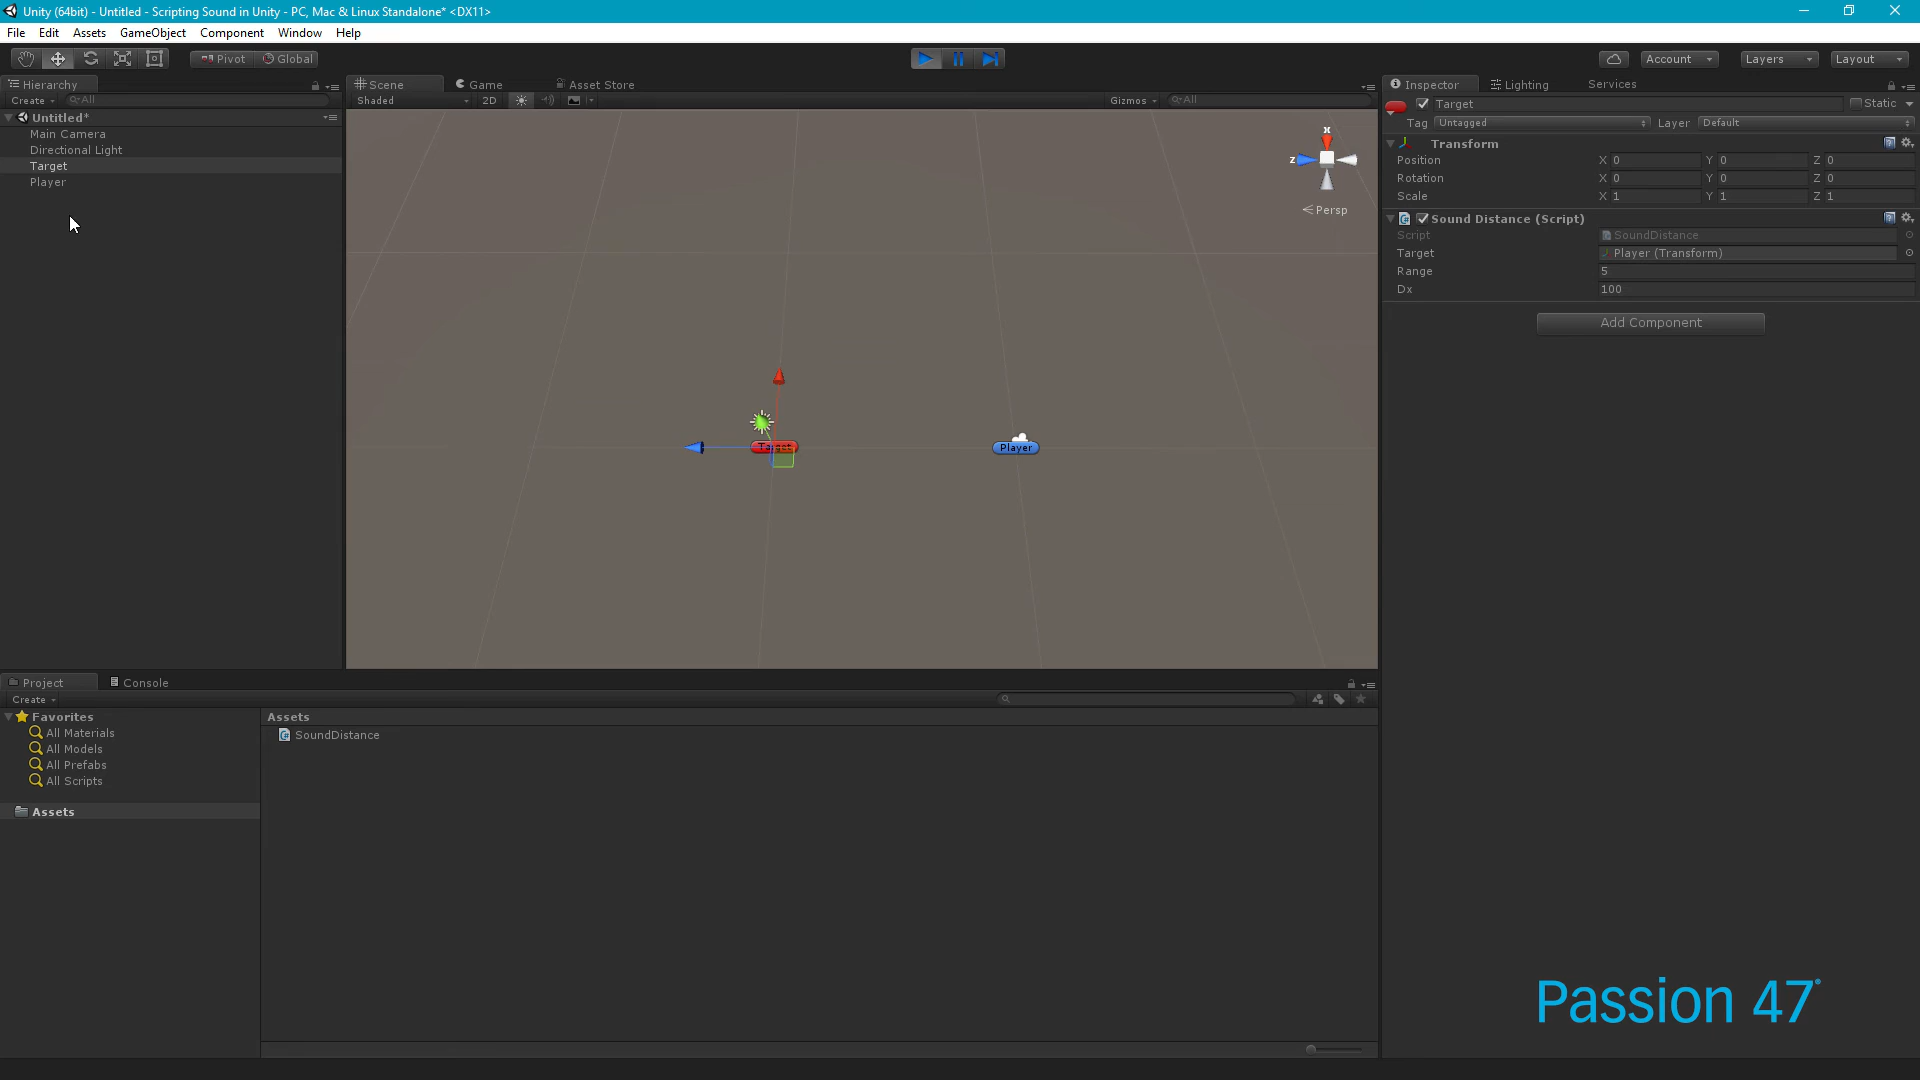 Unity (64bit) - Untitled - Scripting Sound in Unity - PC, Mac & Linux Standalone* <DX11>
File Edit Assets GameObject Component Window Help
Pivot Global Account Layers Layout
Hierarchy
Create All
Untitled*
Main Camera
Directional Light
Target
Player
Scene Game Asset Store
Shaded 2D Gizmos All
x
z
Persp
Target
Player
Inspector Lighting Services
Target Static
Tag Untagged Layer Default
Transform
Position X 0 Y 0 Z 0
Rotation X 0 Y 0 Z 0
Scale X 1 Y 1 Z 1
Sound Distance (Script)
Script SoundDistance
Target Player (Transform)
Range 5
Dx 100
Add Component
Project Console
Create
Favorites
All Materials
All Models
All Prefabs
All Scripts
Assets
Assets
SoundDistance
Passion 47